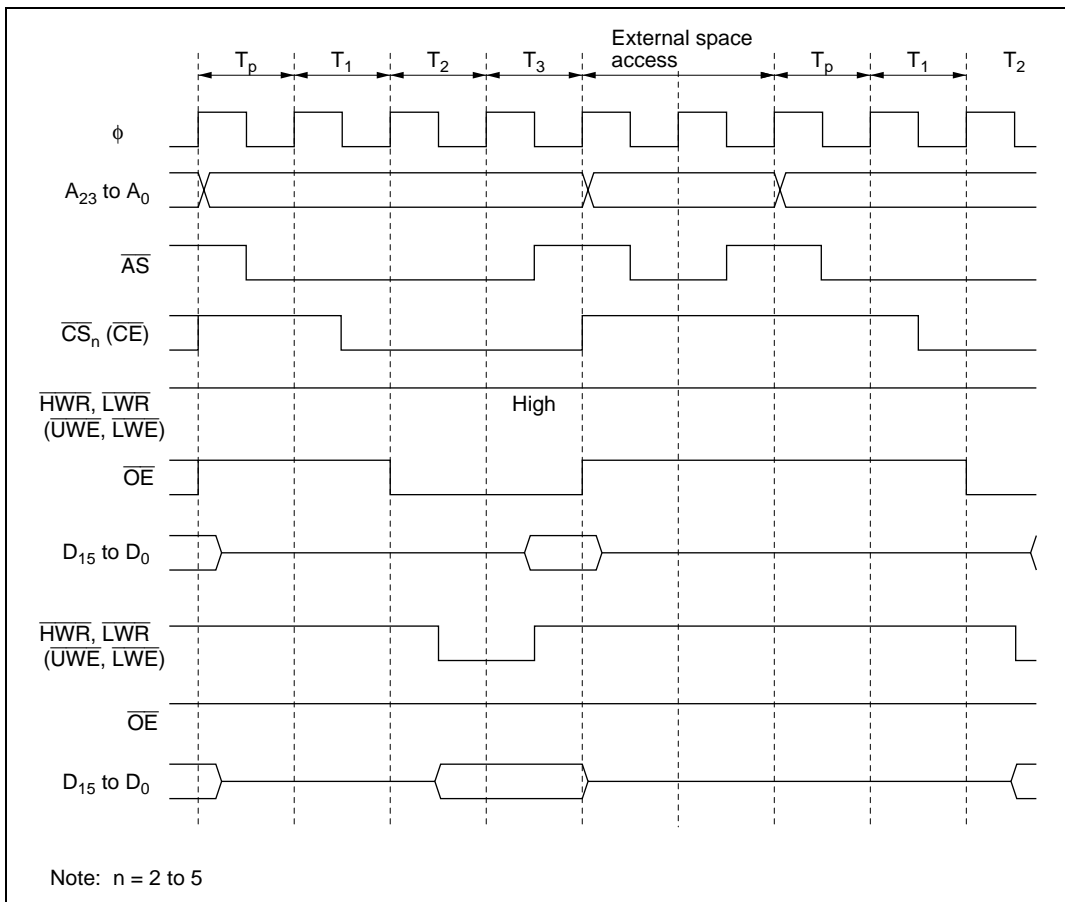 External space
access
Tp T1 T2 T3 Tp T1 T2
φ
A23 to A0
AS
CSn (CE)
HWR, LWR
(UWE, LWE)
High
OE
D15 to D0
HWR, LWR
(UWE, LWE)
OE
D15 to D0
Note: n = 2 to 5